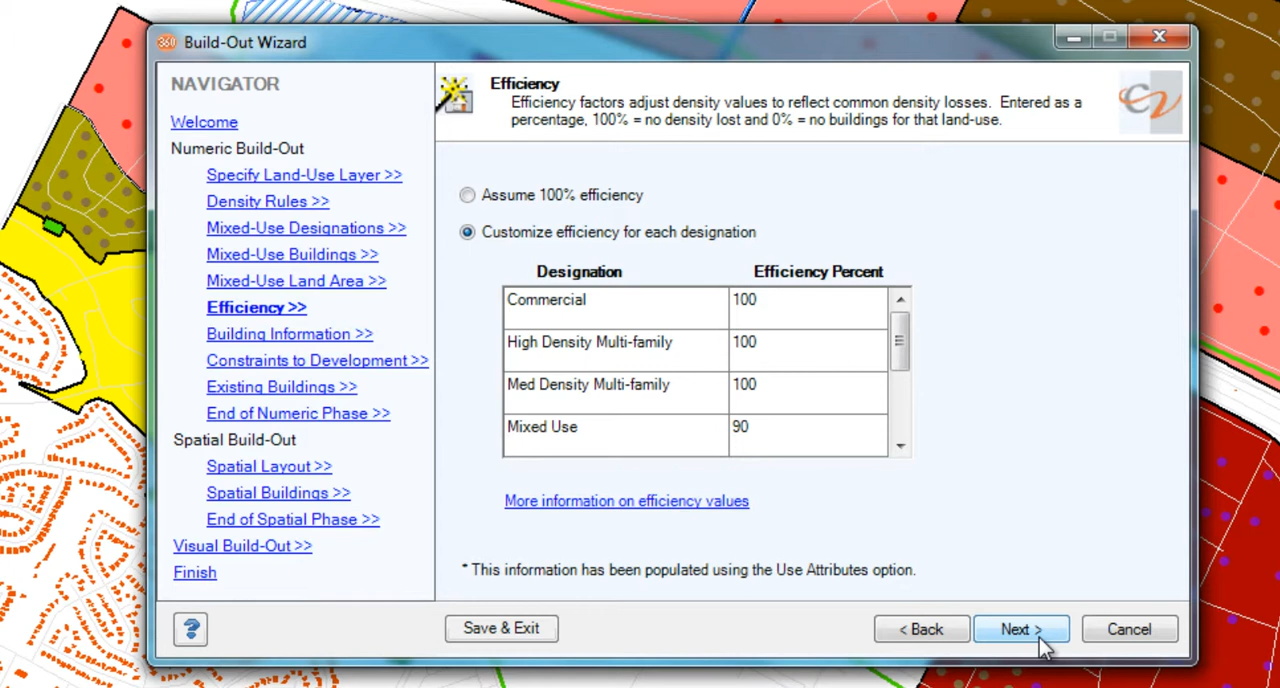 360 Build-Out Wizard
NAVIGATOR
Welcome
Numeric Build-Out
Specify Land-Use Layer >>
Density Rules >>
Mixed-Use Designations >>
Mixed-Use Buildings >>
Mixed-Use Land Area >>
Efficiency >>
Building Information >>
Constraints to Development >>
Existing Buildings >>
End of Numeric Phase >>
Spatial Build-Out
Spatial Layout >>
Spatial Buildings >>
End of Spatial Phase >>
Visual Build-Out >>
Finish
Efficiency
Efficiency factors adjust density values to reflect common density losses. Entered as a
percentage, 100% = no density lost and 0% = no buildings for that land-use.
CV
Assume 100% efficiency
Customize efficiency for each designation
Designation Efficiency Percent
Commercial 100
High Density Multi-family 100
Med Density Multi-family 100
Mixed Use 90
More information on efficiency values
* This information has been populated using the Use Attributes option.
? Save & Exit < Back Next > Cancel